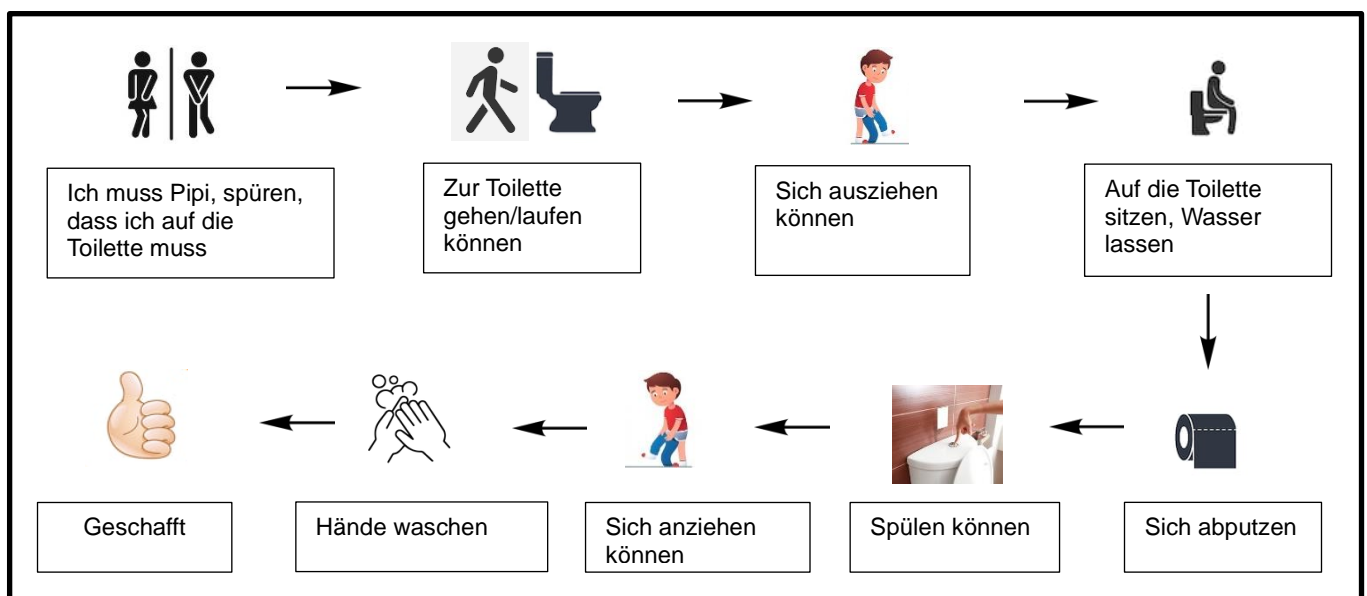 Ich muss Pipi, spüren,
dass ich auf die
Toilette muss
Zur Toilette
gehen/laufen
können
Sich ausziehen
können
Auf die Toilette
sitzen, Wasser
lassen
Sich abputzen
Spülen können
Sich anziehen
können
Hände waschen
Geschafft